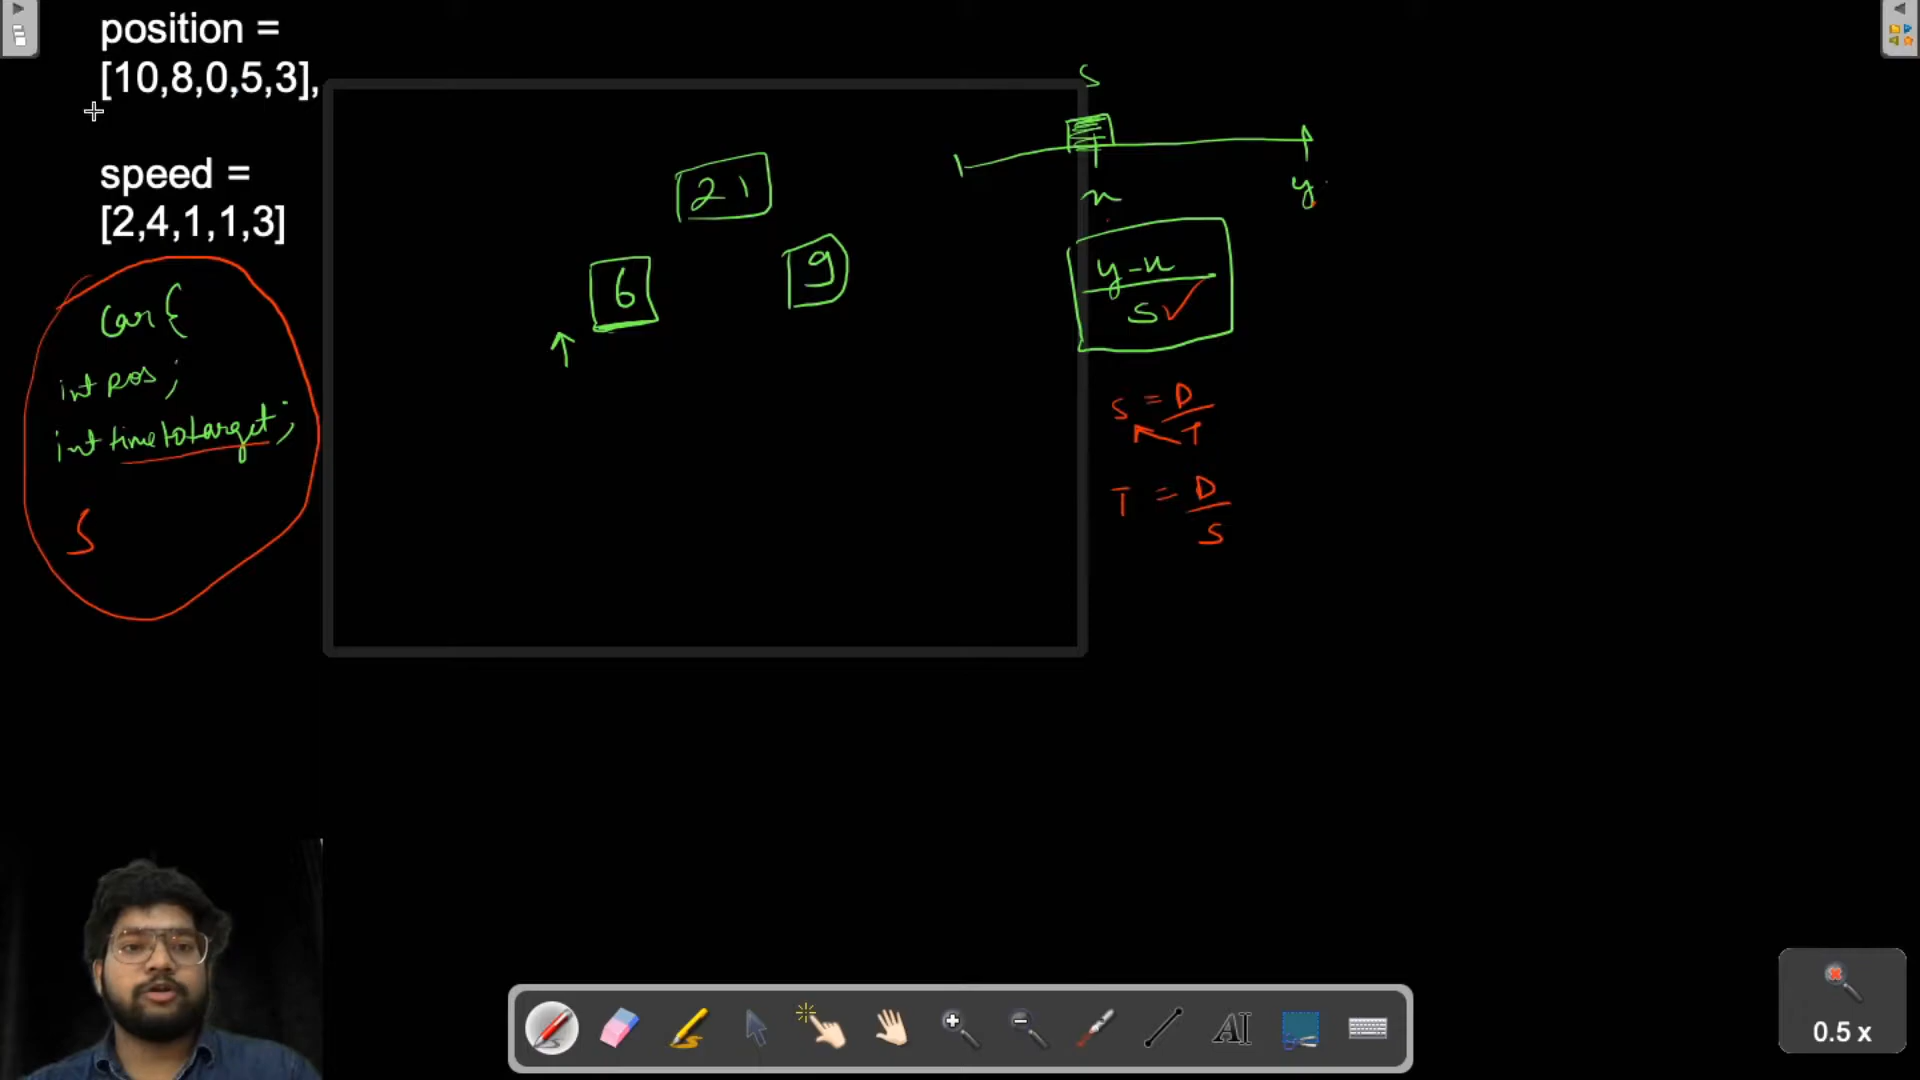 position =
[10,8,0,5,3],
speed =
[2,4,1,1,3]
Car {
int pos;
int timetotarget;
S
21
6
9
S
x
y
y-x
S
S = D
T
T = D
S
AI
0.5 x